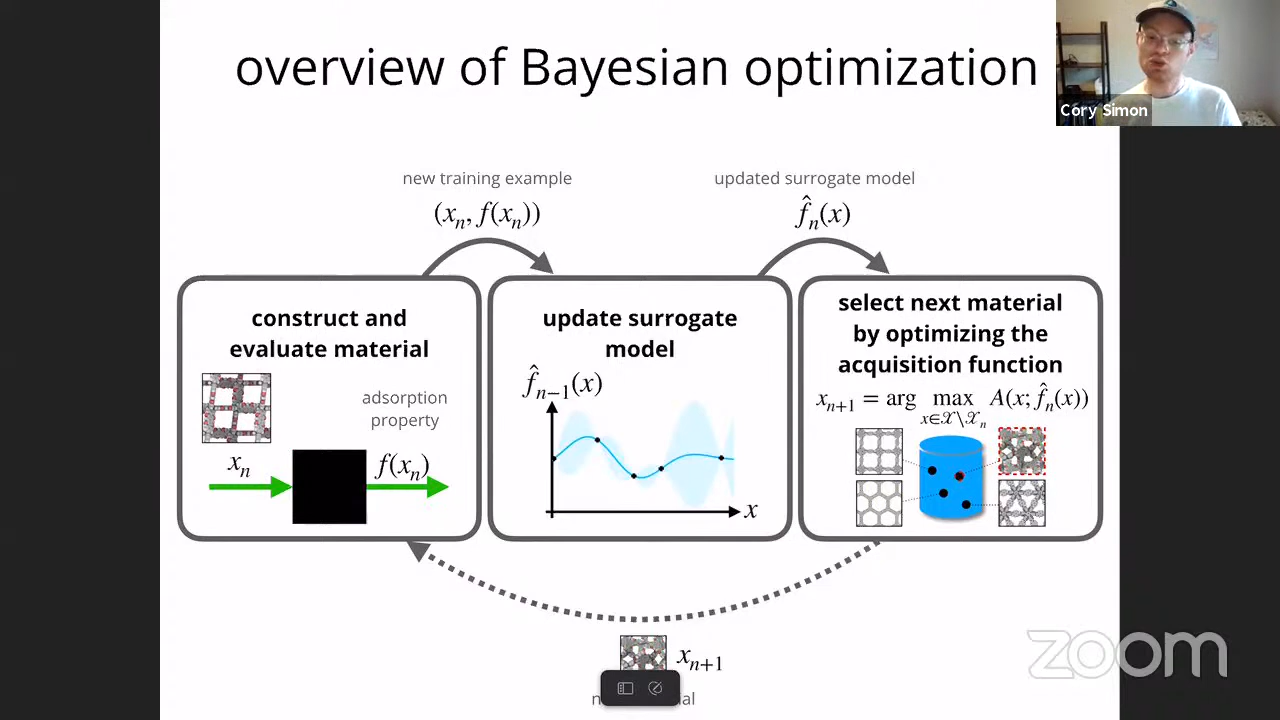 overview of Bayesian optimization
Cory Simon
new training example
(xₙ, f(xₙ))
updated surrogate model
f̂ₙ(x)
construct and
evaluate material
adsorption
property
xₙ
f(xₙ)
update surrogate
model
f̂ₙ₋₁(x)
x
select next material
by optimizing the
acquisition function
xₙ₊₁ = arg max A(x; f̂ₙ(x))
x∈𝒳\𝒳ₙ
xₙ₊₁
zoom